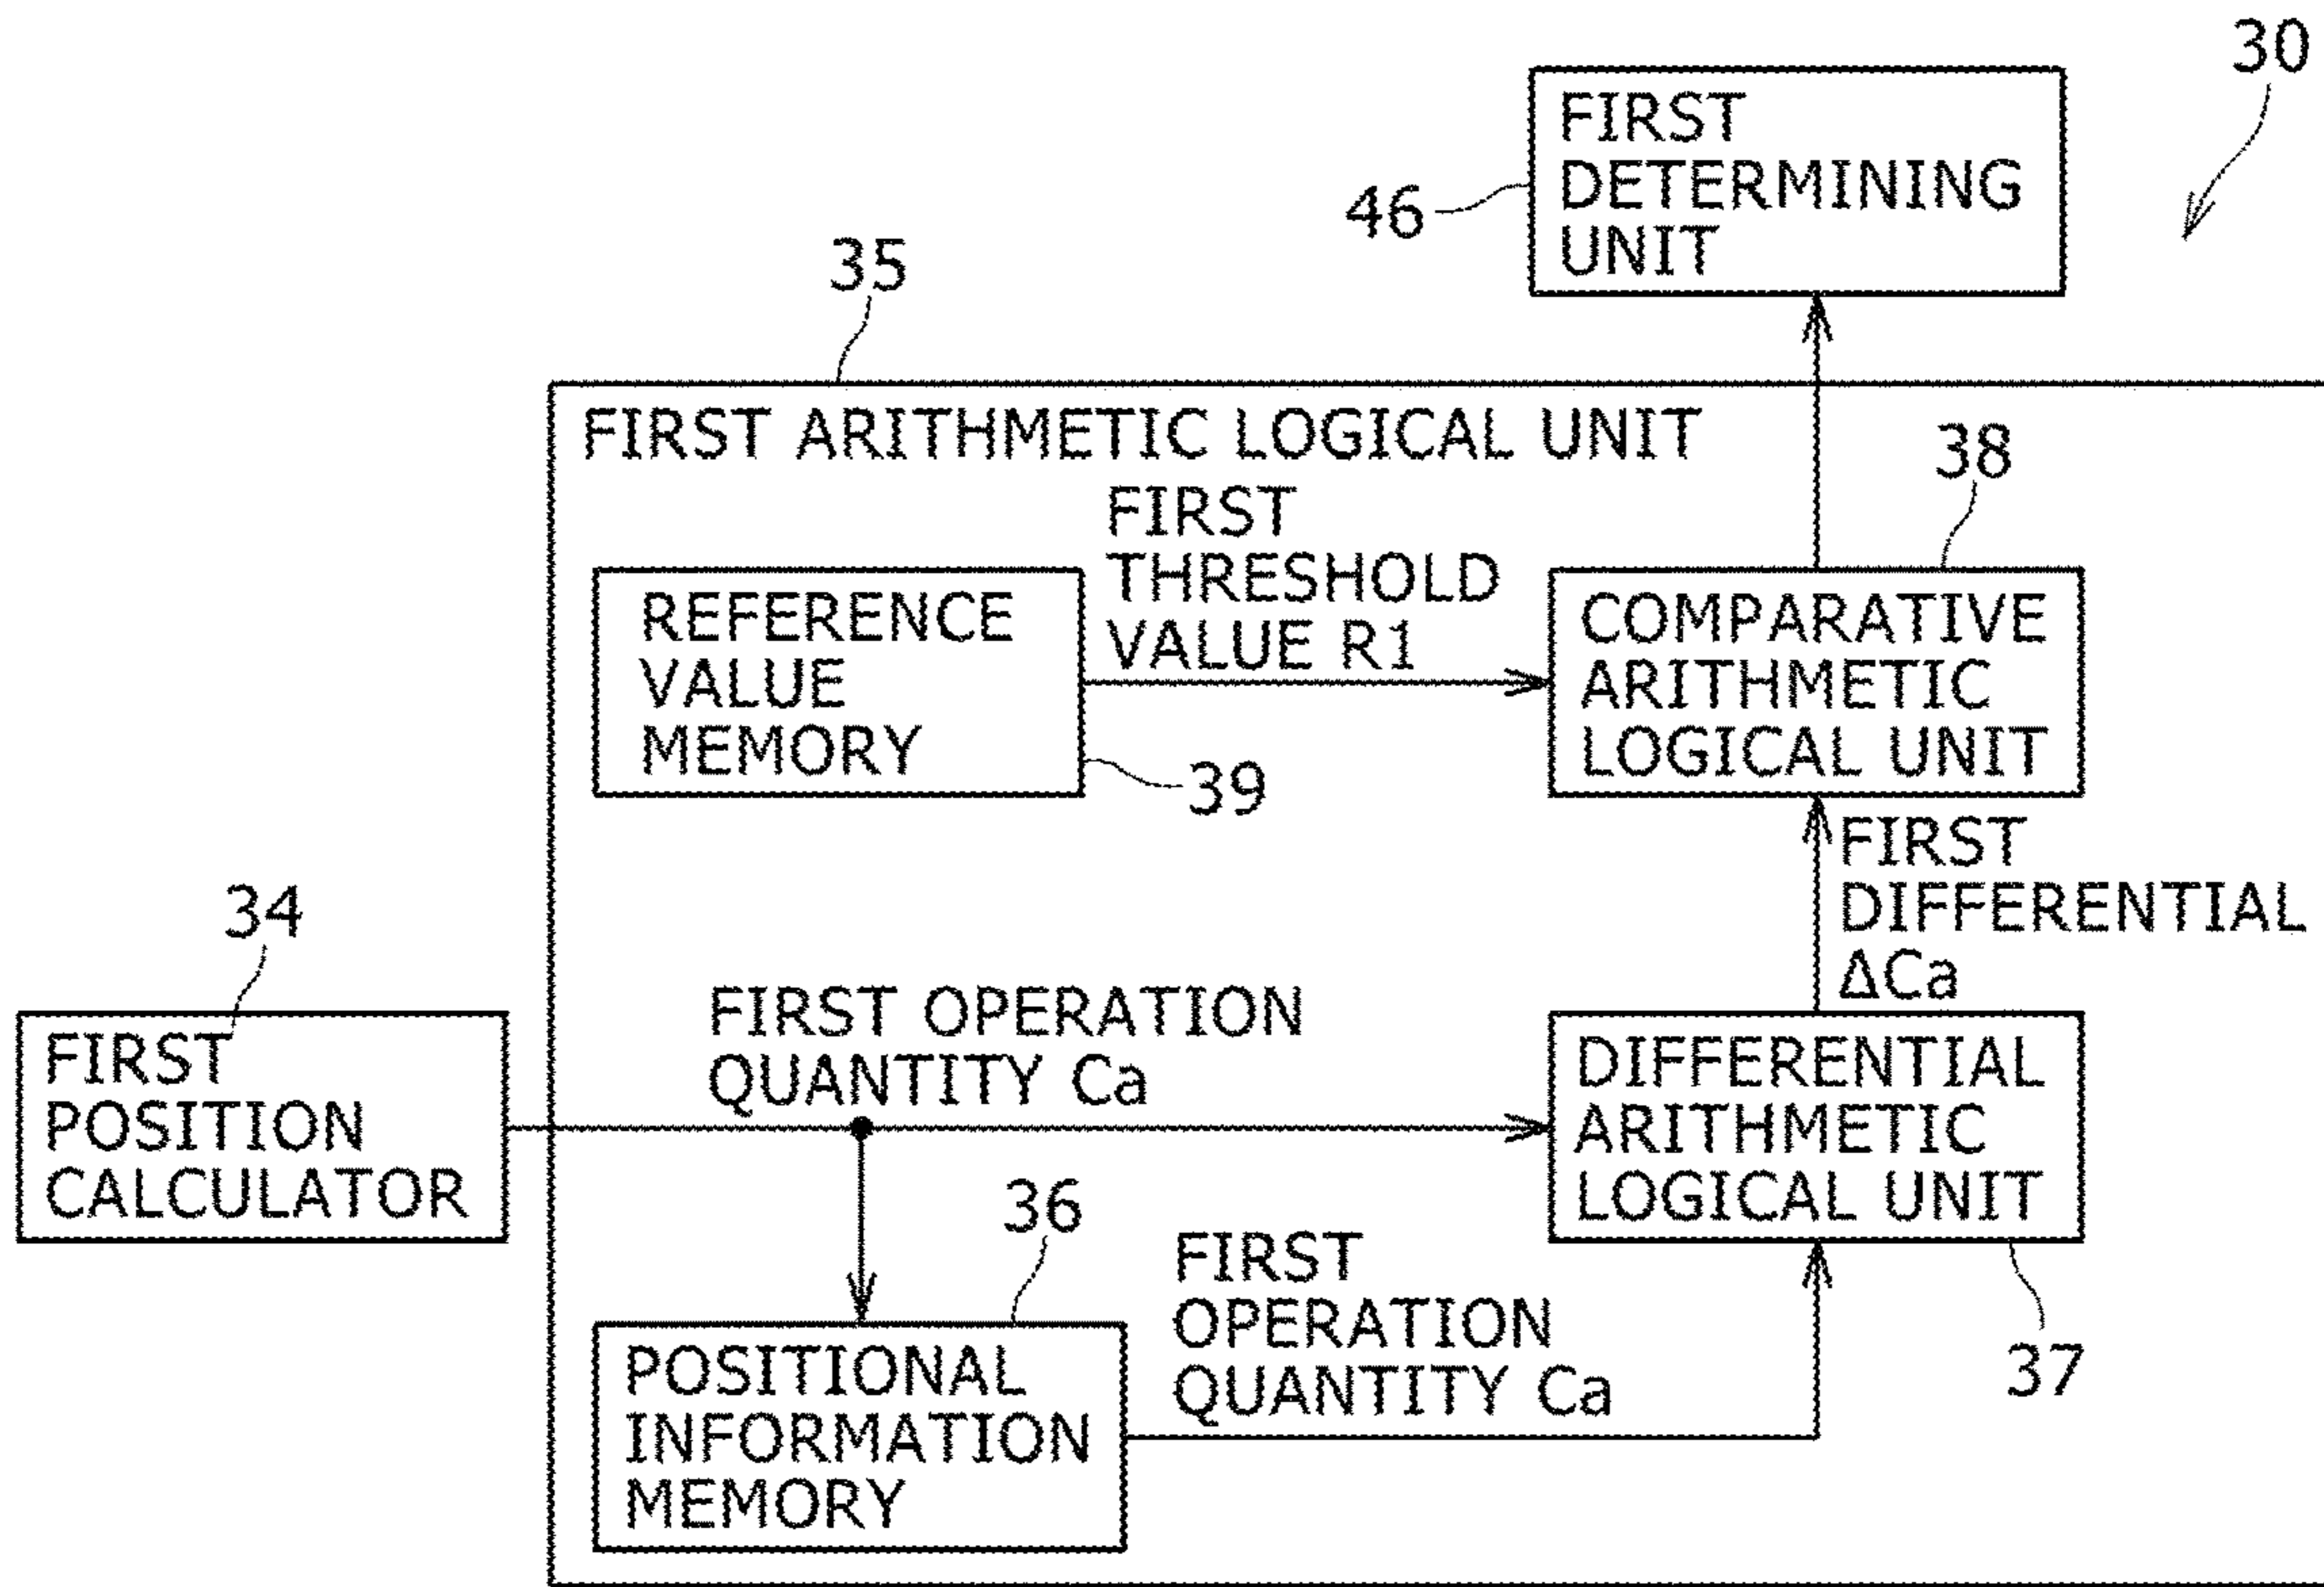 30
FIRST
DETERMINING
UNIT
46
35
FIRST ARITHMETIC LOGICAL UNIT
38
FIRST
THRESHOLD
VALUE R1
REFERENCE
VALUE
MEMORY
COMPARATIVE
ARITHMETIC
LOGICAL UNIT
39
FIRST
DIFFERENTIAL
ΔCa
34
FIRST
POSITION
CALCULATOR
FIRST OPERATION
QUANTITY Ca
DIFFERENTIAL
ARITHMETIC
LOGICAL UNIT
36
FIRST
OPERATION
QUANTITY Ca
37
POSITIONAL
INFORMATION
MEMORY